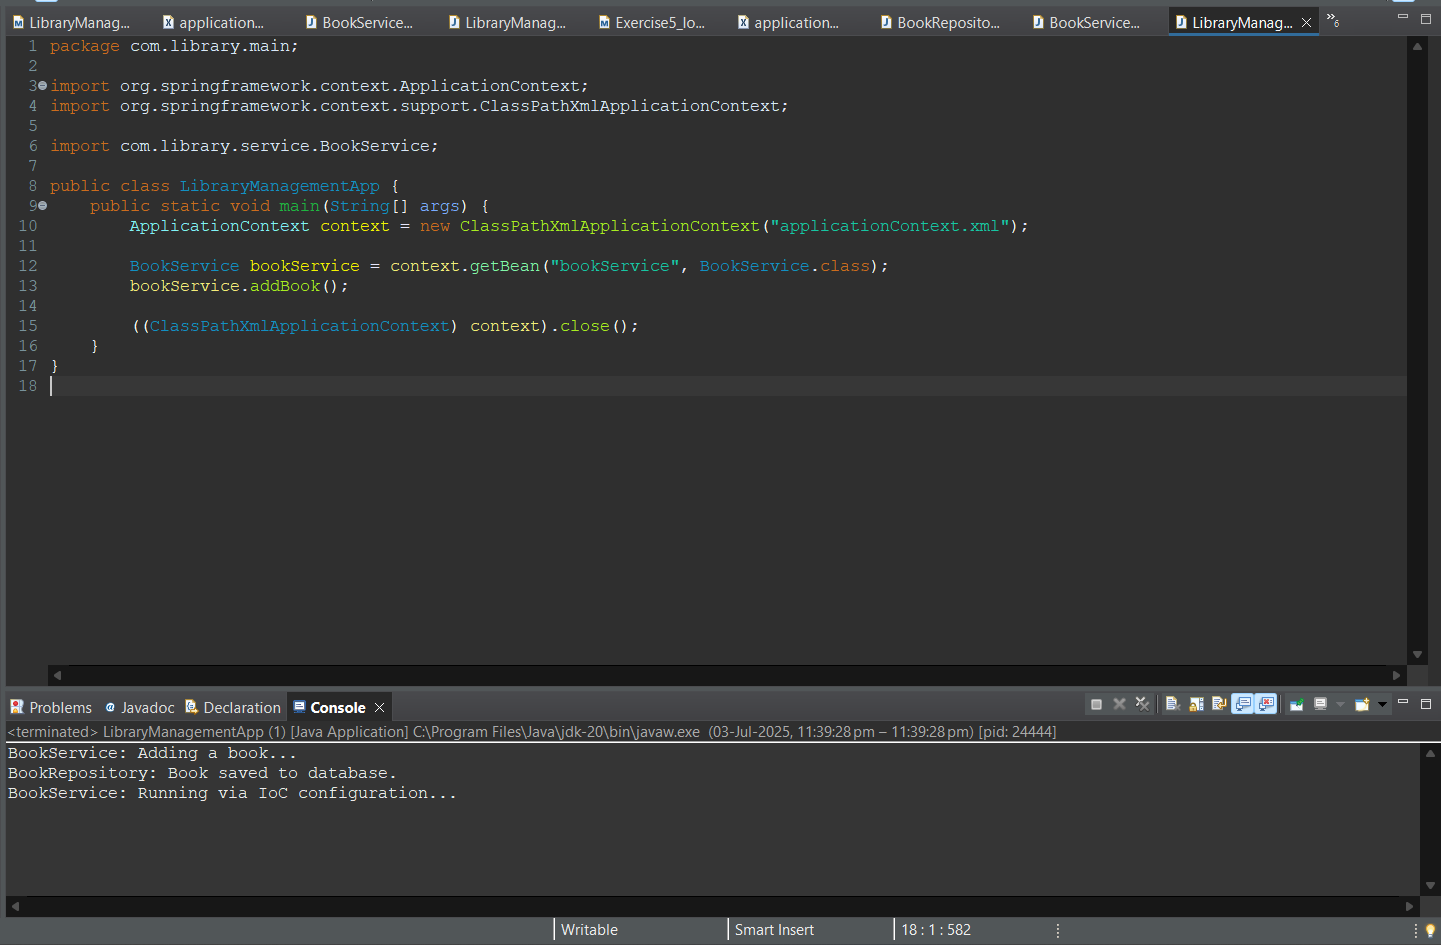 LibraryManag... application... BookService... LibraryManag... Exercise5_Io... application... BookReposito... BookService... LibraryManag... »6
1 package com.library.main;
2
3 import org.springframework.context.ApplicationContext;
4 import org.springframework.context.support.ClassPathXmlApplicationContext;
5
6 import com.library.service.BookService;
7
8 public class LibraryManagementApp {
9     public static void main(String[] args) {
10         ApplicationContext context = new ClassPathXmlApplicationContext("applicationContext.xml");
11
12         BookService bookService = context.getBean("bookService", BookService.class);
13         bookService.addBook();
14
15         ((ClassPathXmlApplicationContext) context).close();
16     }
17 }
18
Problems Javadoc Declaration Console
<terminated> LibraryManagementApp (1) [Java Application] C:\Program Files\Java\jdk-20\bin\javaw.exe (03-Jul-2025, 11:39:28 pm – 11:39:28 pm) [pid: 24444]
BookService: Adding a book...
BookRepository: Book saved to database.
BookService: Running via IoC configuration...
Writable Smart Insert 18 : 1 : 582